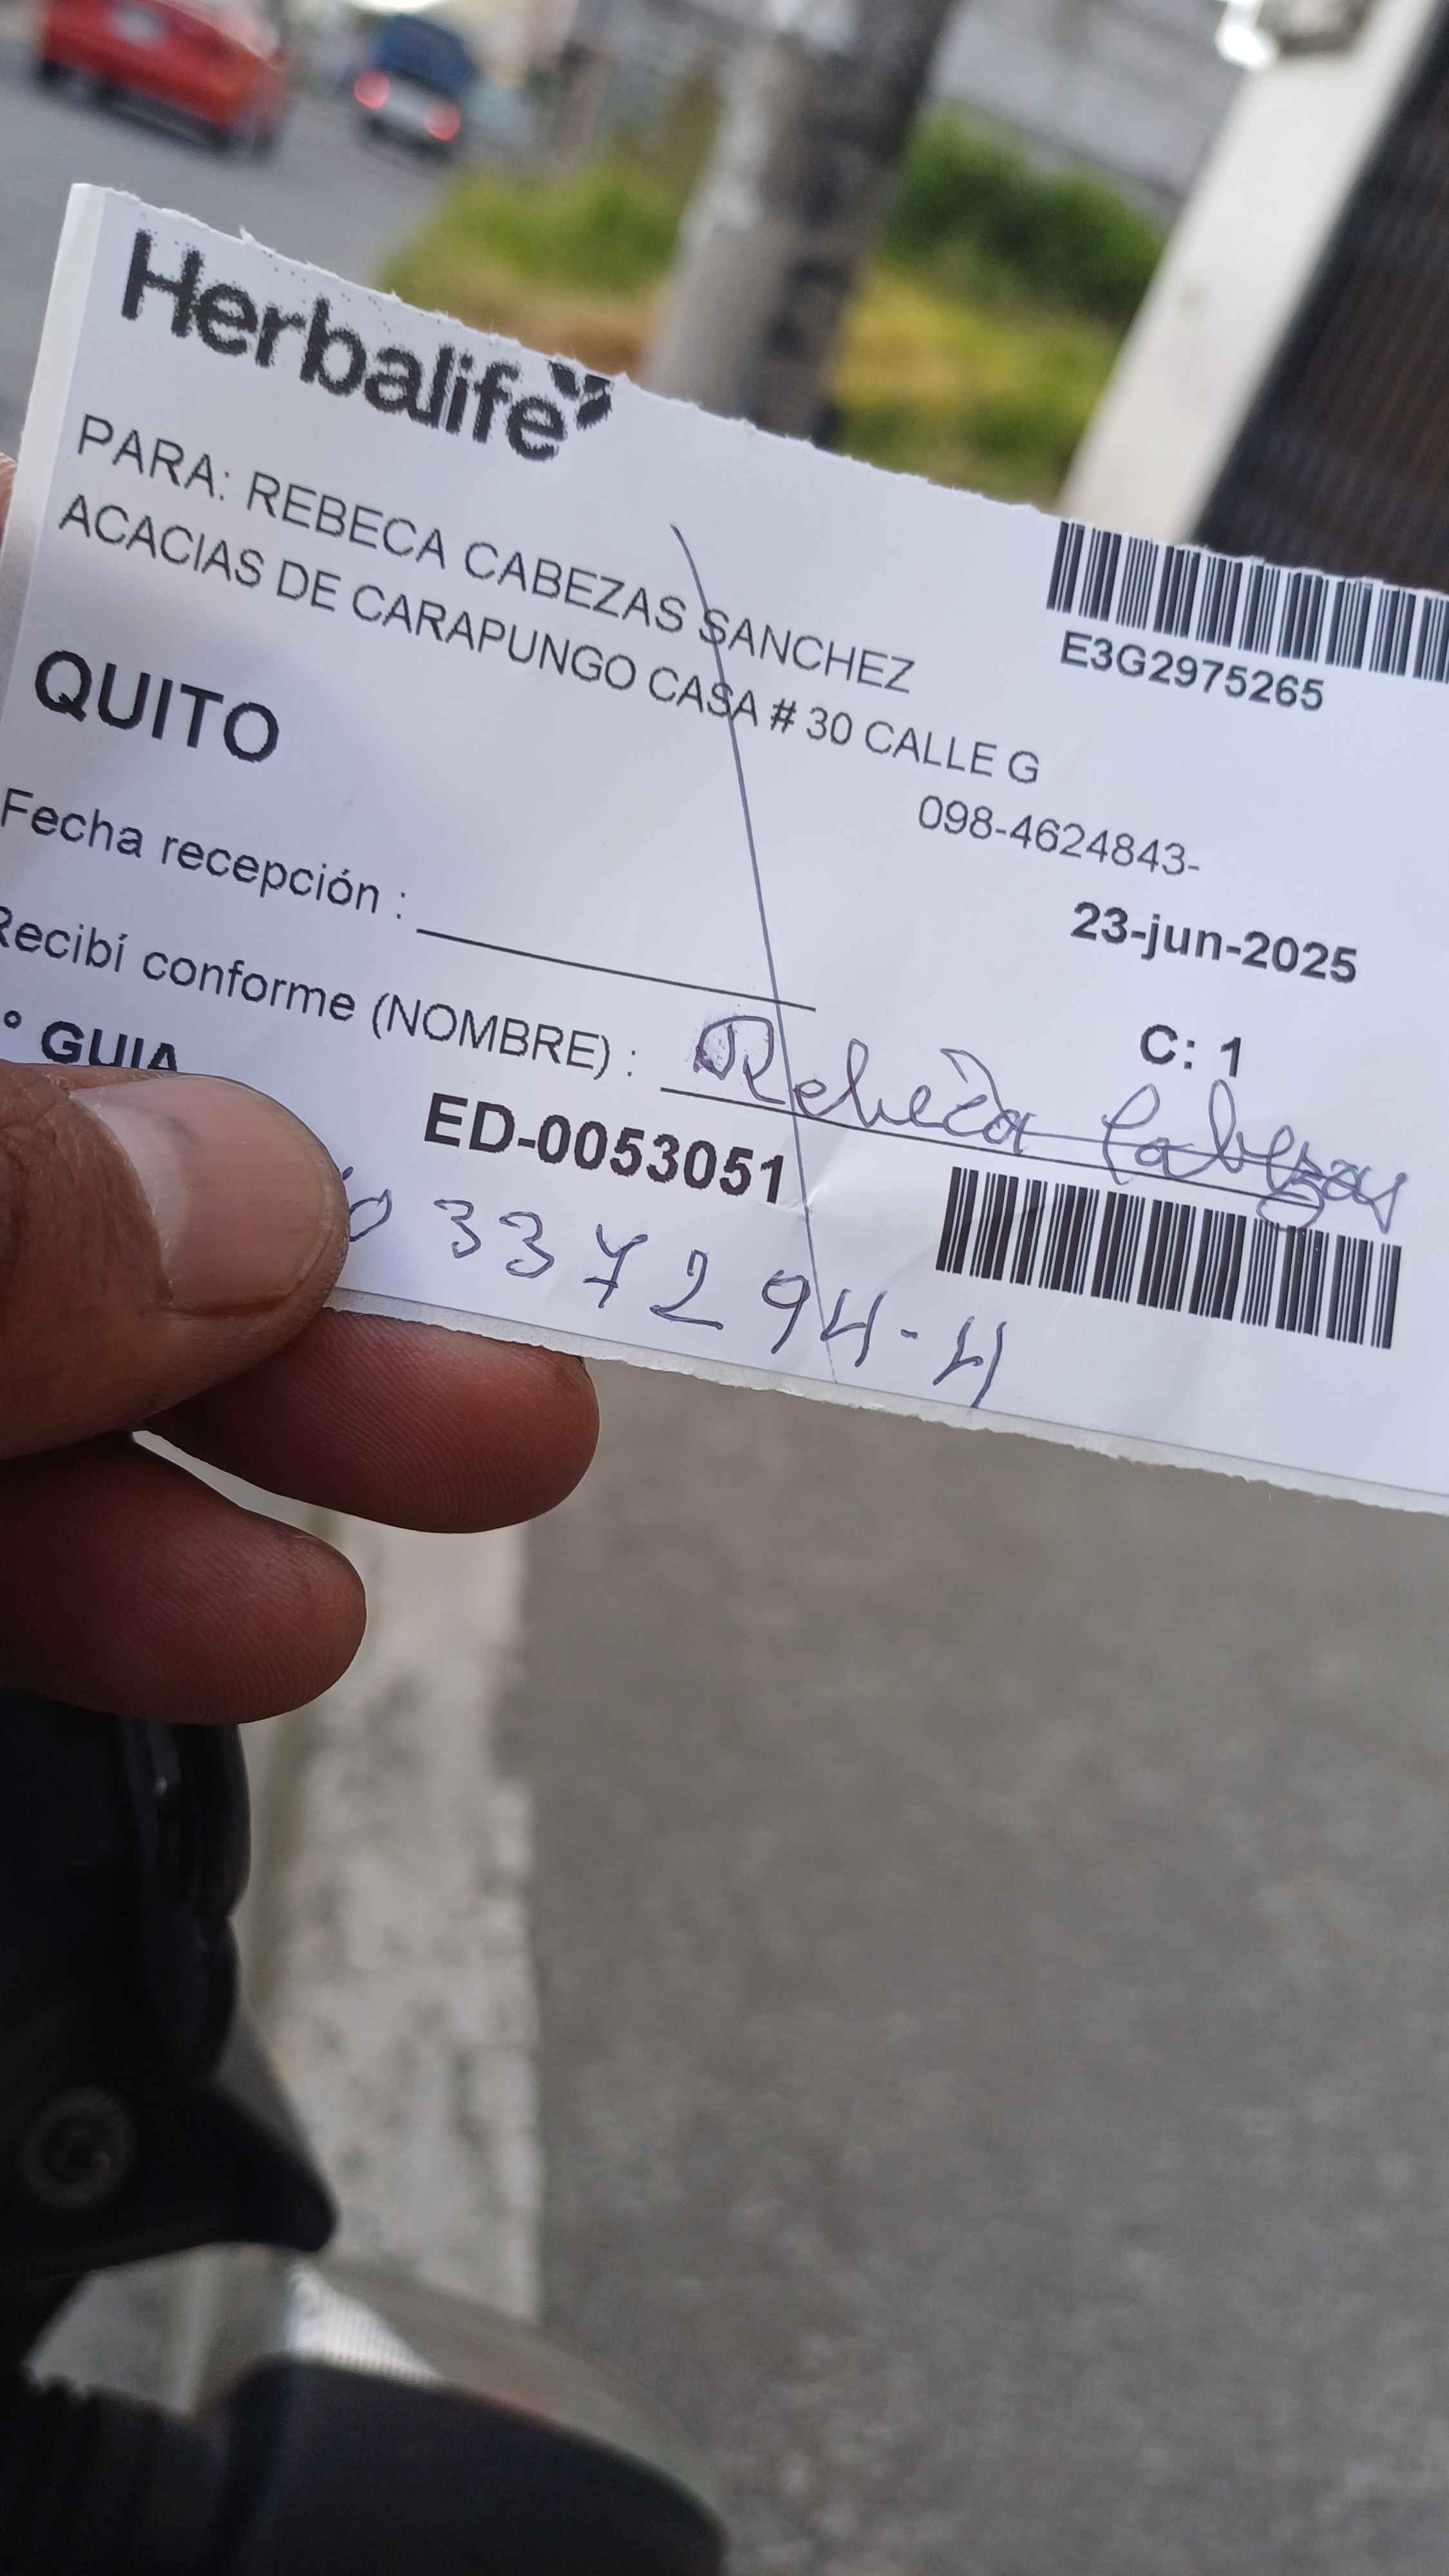 Herbalife
PARA: REBECA CABEZAS SANCHEZ
ACACIAS DE CARAPUNGO CASA # 30 CALLE G
E3G2975265
QUITO
098-4624843-
Fecha recepción :
23-jun-2025
Recibí conforme (NOMBRE) : Rebeca Cabezas
C: 1
° GUIA
ED-0053051
0337294-4